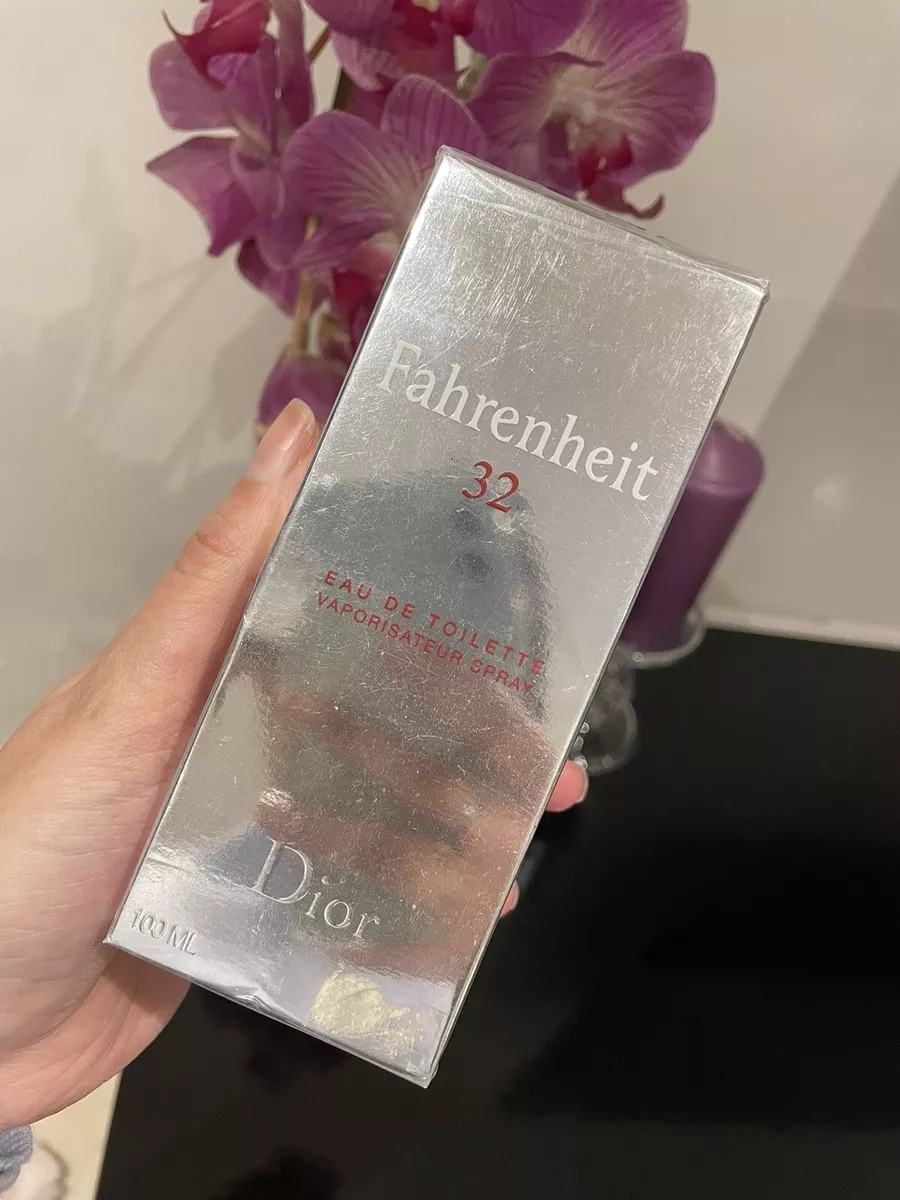 Fahrenheit
32
EAU DE TOILETTE
VAPORISATEUR SPRAY
Dior
100 ML